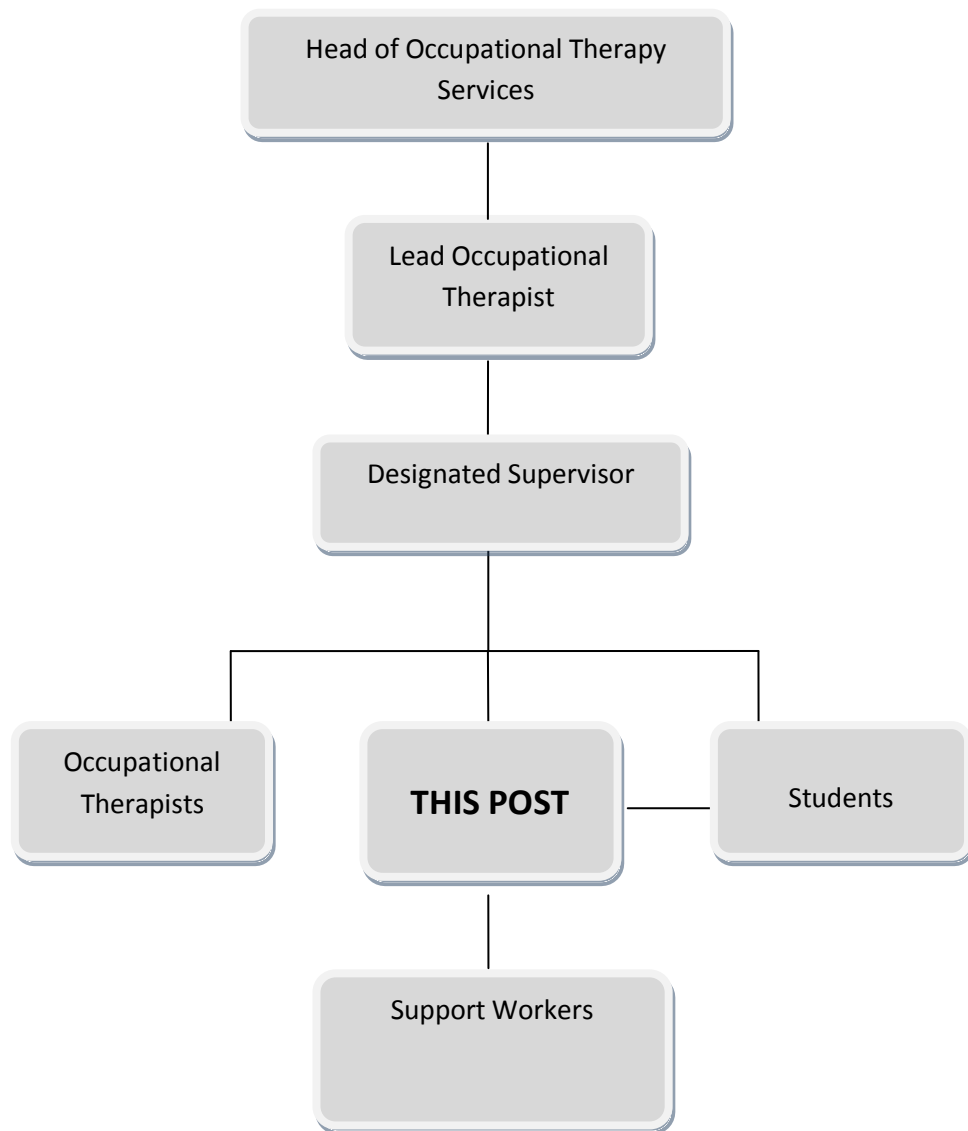 Head of Occupational Therapy
Services
Lead Occupational
Therapist
Designated Supervisor
Occupational
Therapists
THIS POST
Students
Support Workers